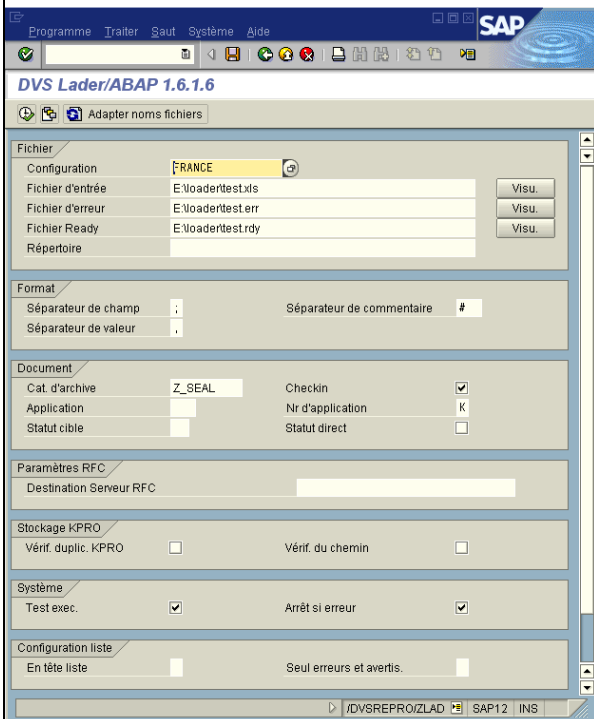 Programme Traiter Saut Système Aide
SAP
DVS Lader/ABAP 1.6.1.6
Adapter noms fichiers
Fichier
Configuration FRANCE
Fichier d'entrée E:\loader\test.xls Visu.
Fichier d'erreur E:\loader\test.err Visu.
Fichier Ready E:\loader\test.rdy Visu.
Répertoire
Format
Séparateur de champ ; Séparateur de commentaire #
Séparateur de valeur ,
Document
Cat. d'archive Z_SEAL Checkin
Application Nr d'application K
Statut cible Statut direct
Paramètres RFC
Destination Serveur RFC
Stockage KPRO
Vérif. duplic. KPRO Vérif. du chemin
Système
Test exec. Arrêt si erreur
Configuration liste
En tête liste Seul erreurs et avertis.
/DVSREPRO/ZLAD SAP12 INS